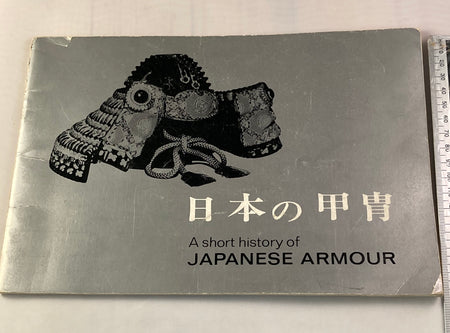 日本の甲冑
A short history of
JAPANESE ARMOUR